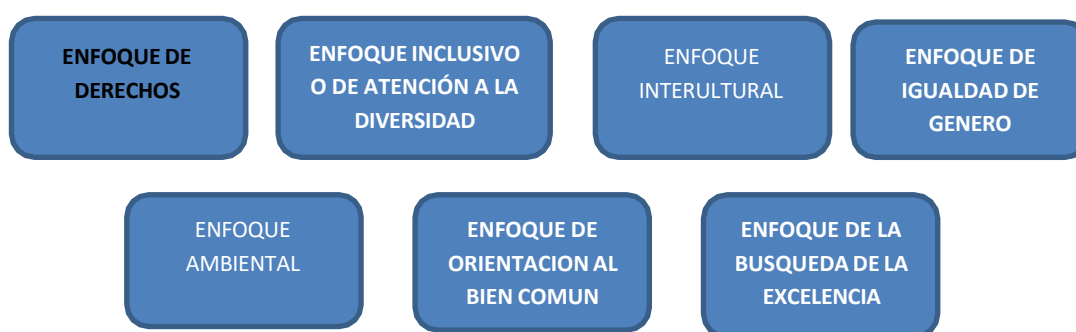 ENFOQUE DE
DERECHOS
ENFOQUE INCLUSIVO
O DE ATENCIÓN A LA
DIVERSIDAD
ENFOQUE
INTERULTURAL
ENFOQUE DE
IGUALDAD DE
GENERO
ENFOQUE
AMBIENTAL
ENFOQUE DE
ORIENTACION AL
BIEN COMUN
ENFOQUE DE LA
BUSQUEDA DE LA
EXCELENCIA